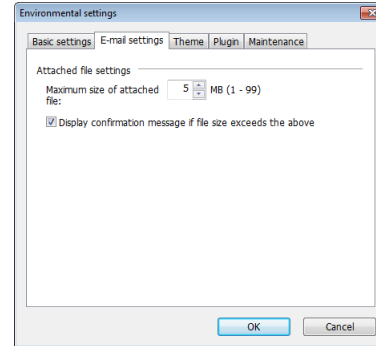 Environmental settings
Basic settings E-mail settings Theme Plugin Maintenance
Attached file settings
Maximum size of attached file: 5 MB (1 - 99)
Display confirmation message if file size exceeds the above
OK Cancel